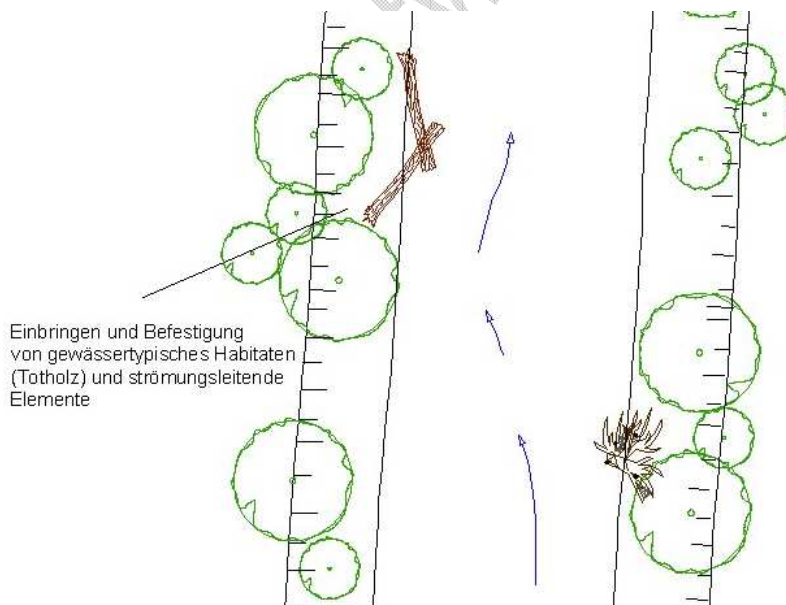 Einbringen und Befestigung
von gewässertypisches Habitaten
(Totholz) und strömungsleitende
Elemente